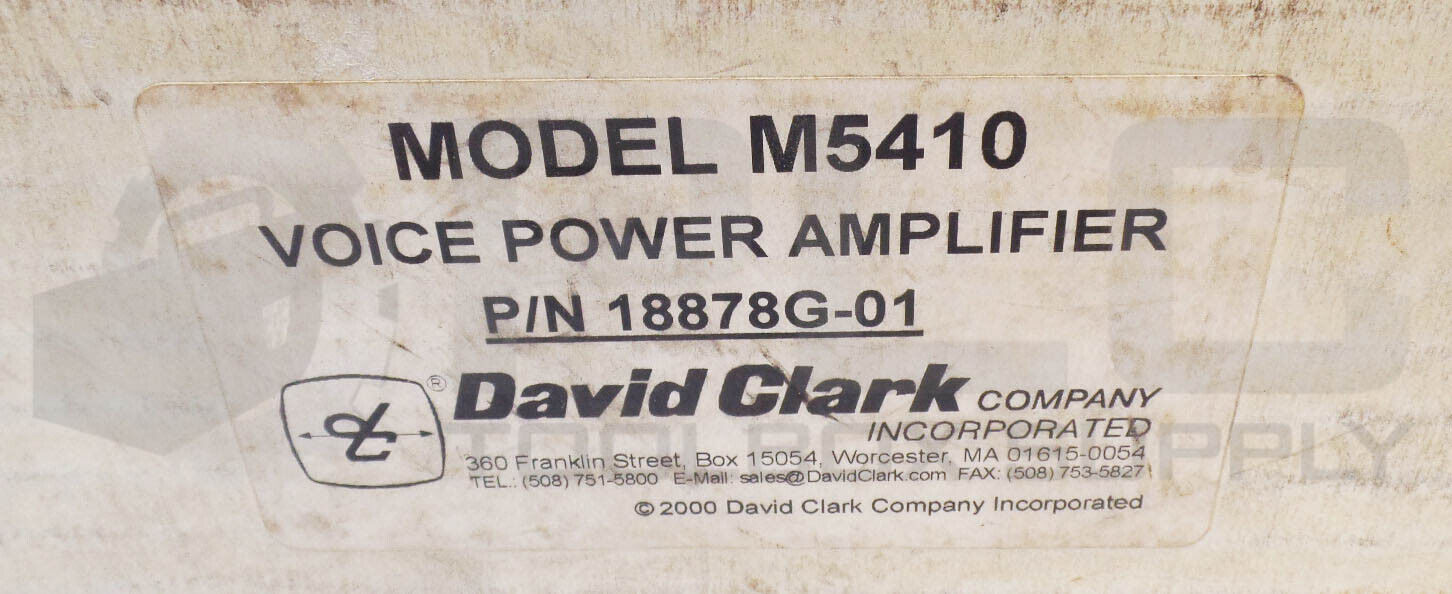 MODEL M5410
VOICE POWER AMPLIFIER
P/N 18878G-01
® David Clark COMPANY
INCORPORATED
360 Franklin Street, Box 15054, Worcester, MA 01615-0054
TEL.: (508) 751-5800 E-Mail: sales@DavidClark.com FAX: (508) 753-5827
© 2000 David Clark Company Incorporated